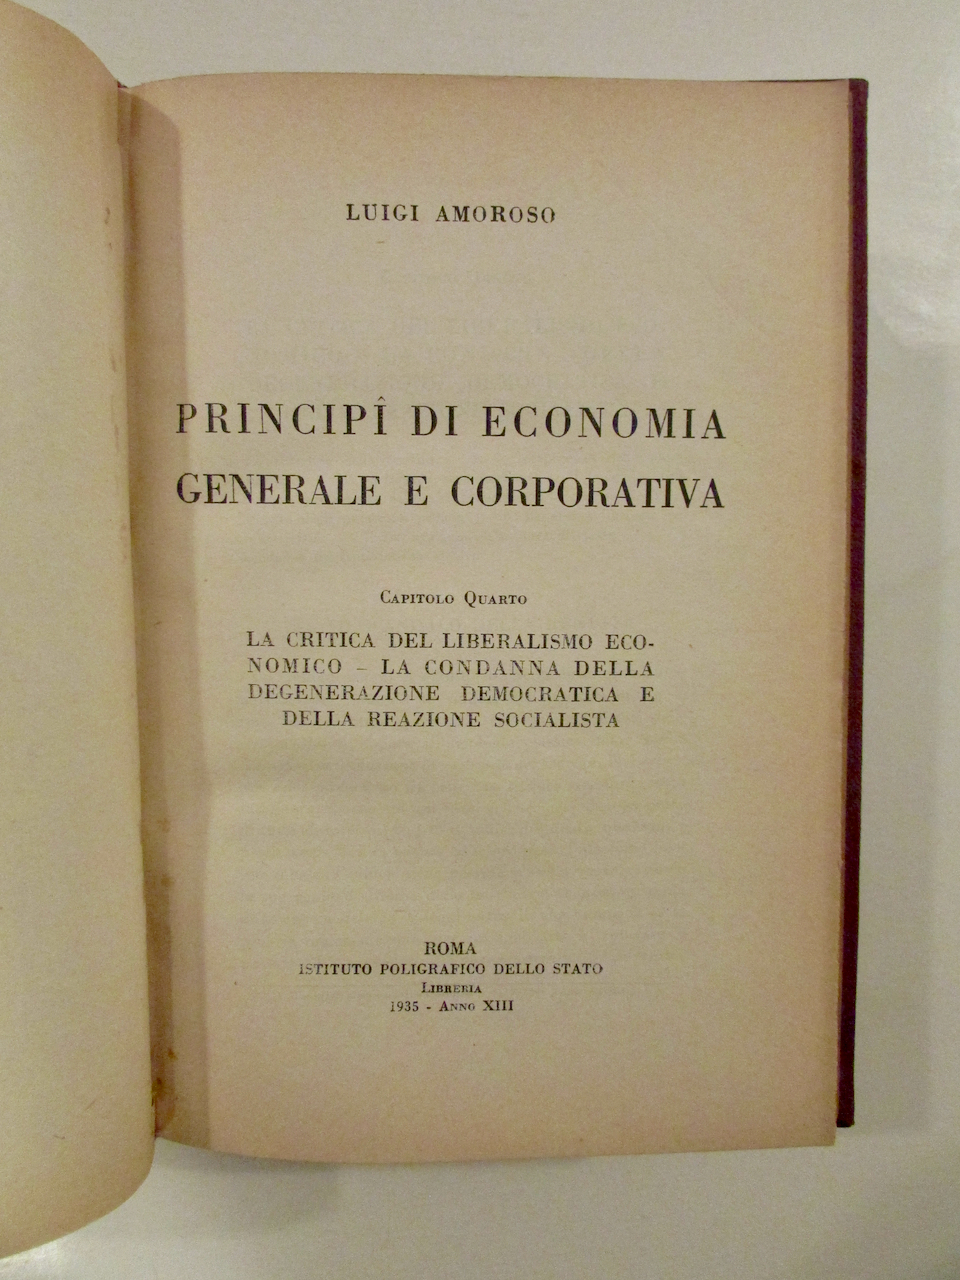 LUIGI AMOROSO
PRINCIPÎ DI ECONOMIA
GENERALE E CORPORATIVA
Capitolo Quarto
LA CRITICA DEL LIBERALISMO ECO-
NOMICO – LA CONDANNA DELLA
DEGENERAZIONE DEMOCRATICA E
DELLA REAZIONE SOCIALISTA
ROMA
ISTITUTO POLIGRAFICO DELLO STATO
Libreria
1935 - Anno XIII